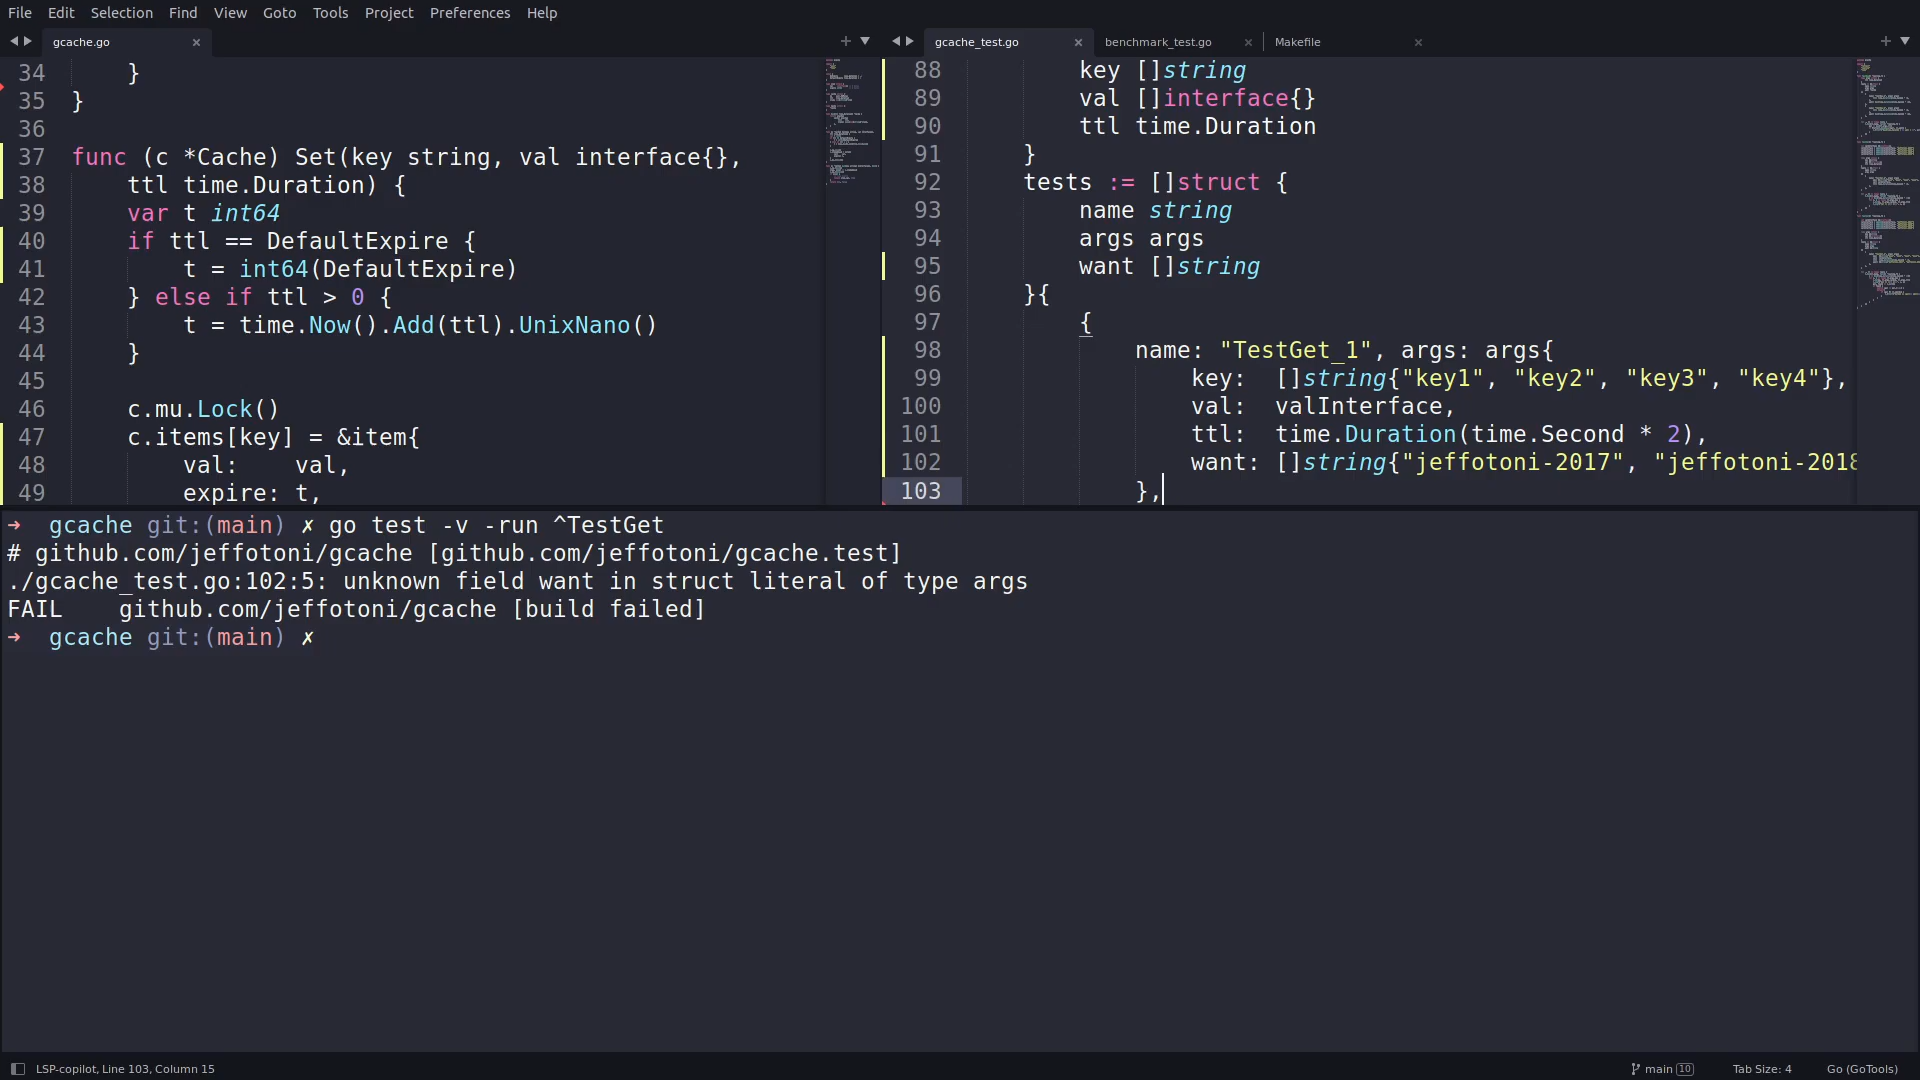 File Edit Selection Find View Goto Tools Project Preferences Help
gcache.go
34 }
35 }
36
37 func (c *Cache) Set(key string, val interface{},
38 ttl time.Duration) {
39 var t int64
40 if ttl == DefaultExpire {
41 t = int64(DefaultExpire)
42 } else if ttl > 0 {
43 t = time.Now().Add(ttl).UnixNano()
44 }
45
46 c.mu.Lock()
47 c.items[key] = &item{
48 val: val,
49 expire: t,
gcache_test.go benchmark_test.go Makefile
88 key []string
89 val []interface{}
90 ttl time.Duration
91 }
92 tests := []struct {
93 name string
94 args args
95 want []string
96 }{
97 {
98 name: "TestGet_1", args: args{
99 key: []string{"key1", "key2", "key3", "key4"},
100 val: valInterface,
101 ttl: time.Duration(time.Second * 2),
102 want: []string{"jeffotoni-2017", "jeffotoni-2018
103 },
➜ gcache git:(main) ✗ go test -v -run ^TestGet
# github.com/jeffotoni/gcache [github.com/jeffotoni/gcache.test]
./gcache_test.go:102:5: unknown field want in struct literal of type args
FAIL github.com/jeffotoni/gcache [build failed]
➜ gcache git:(main) ✗
LSP-copilot, Line 103, Column 15 main 10 Tab Size: 4 Go (GoTools)